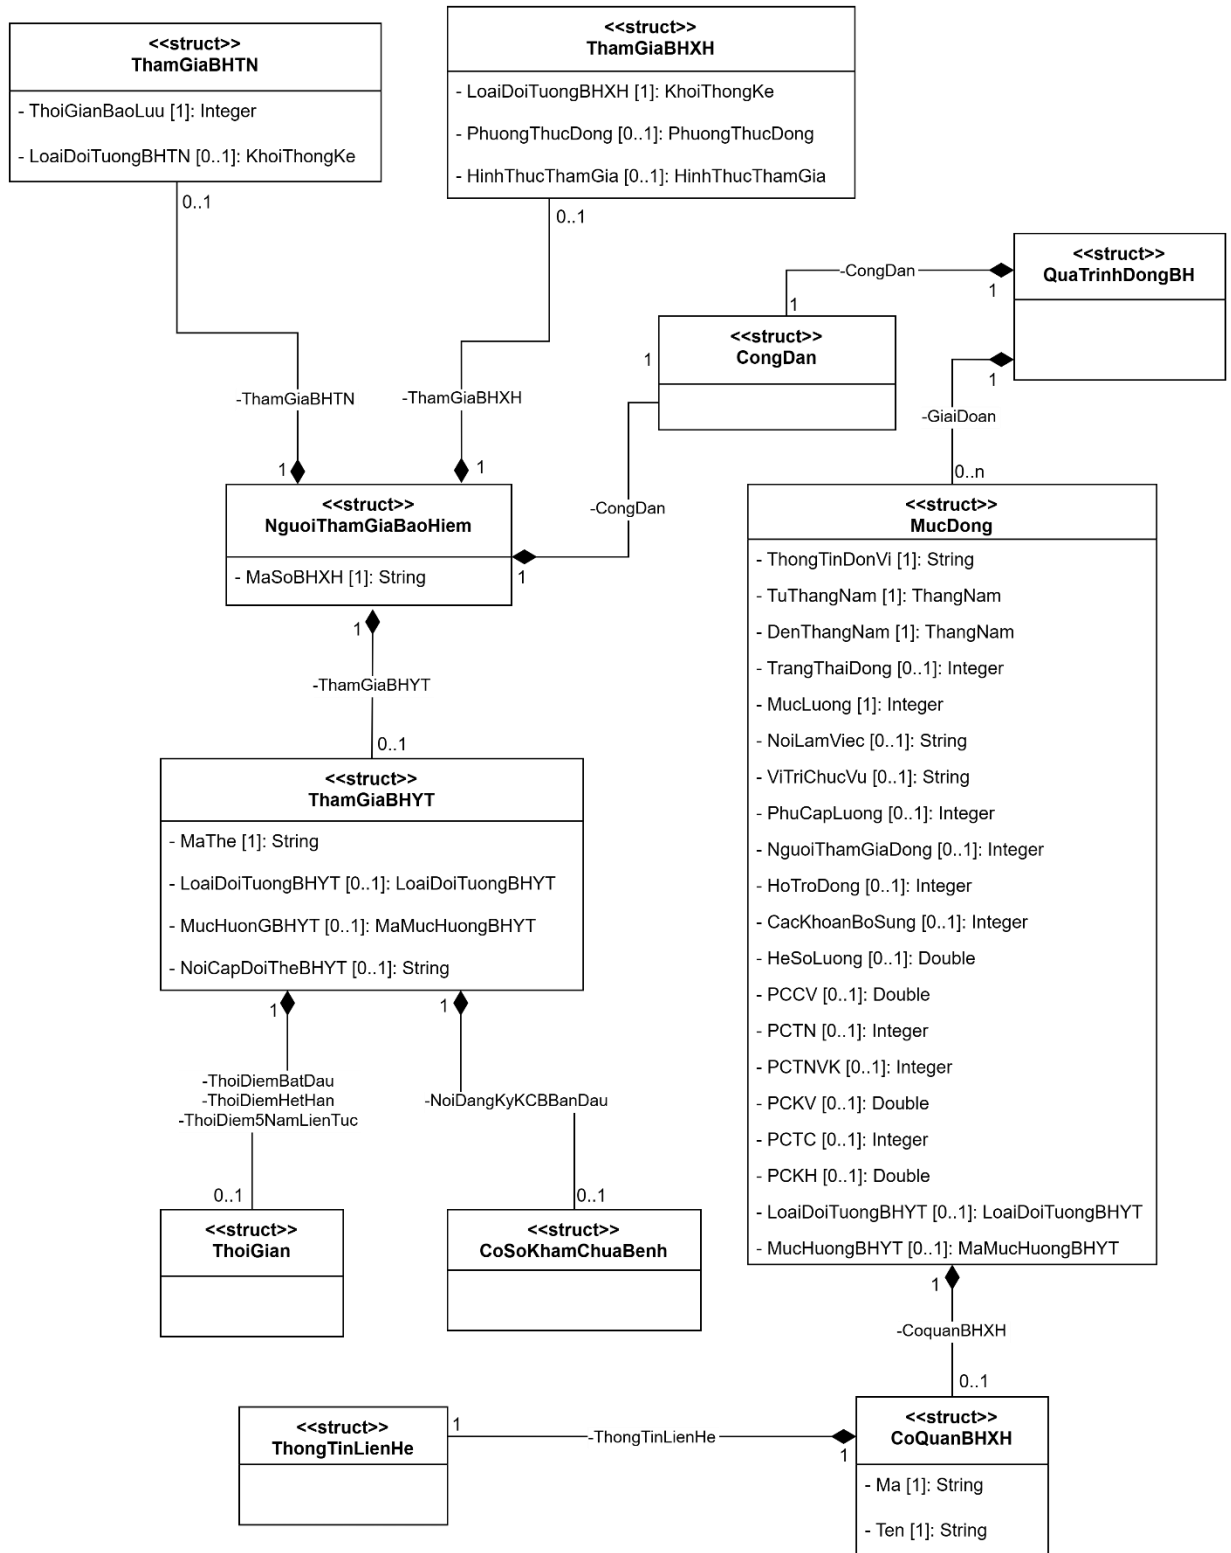 <<struct>>
ThamGiaBHTN
- ThoiGianBaoLuu [1]: Integer
- LoaiDoiTuongBHTN [0..1]: KhoiThongKe
0..1
<<struct>>
ThamGiaBHXH
- LoaiDoiTuongBHXH [1]: KhoiThongKe
- PhuongThucDong [0..1]: PhuongThucDong
- HinhThucThamGia [0..1]: HinhThucThamGia
0..1
<<struct>>
QuaTrinhDongBH
-CongDan
1
1
<<struct>>
CongDan
1
1
-GiaiDoan
0..n
-ThamGiaBHTN
1
-ThamGiaBHXH
1
<<struct>>
NguoiThamGiaBaoHiem
- MaSoBHXH [1]: String
-CongDan
1
1
-ThamGiaBHYT
0..1
<<struct>>
MucDong
- ThongTinDonVi [1]: String
- TuThangNam [1]: ThangNam
- DenThangNam [1]: ThangNam
- TrangThaiDong [0..1]: Integer
- MucLuong [1]: Integer
- NoiLamViec [0..1]: String
- ViTriChucVu [0..1]: String
- PhuCapLuong [0..1]: Integer
- NguoiThamGiaDong [0..1]: Integer
- HoTroDong [0..1]: Integer
- CacKhoanBoSung [0..1]: Integer
- HeSoLuong [0..1]: Double
- PCCV [0..1]: Double
- PCTN [0..1]: Integer
- PCTNVK [0..1]: Integer
- PCKV [0..1]: Double
- PCTC [0..1]: Integer
- PCKH [0..1]: Double
- LoaiDoiTuongBHYT [0..1]: LoaiDoiTuongBHYT
- MucHuongBHYT [0..1]: MaMucHuongBHYT
<<struct>>
ThamGiaBHYT
- MaThe [1]: String
- LoaiDoiTuongBHYT [0..1]: LoaiDoiTuongBHYT
- MucHuonGBHYT [0..1]: MaMucHuongBHYT
- NoiCapDoiTheBHYT [0..1]: String
1
1
-ThoiDiemBatDau
-ThoiDiemHetHan
-ThoiDiem5NamLienTuc
-NoiDangKyKCBBanDau
0..1
0..1
<<struct>>
ThoiGian
<<struct>>
CoSoKhamChuaBenh
1
-CoquanBHXH
0..1
<<struct>>
ThongTinLienHe
1
-ThongTinLienHe
1
<<struct>>
CoQuanBHXH
- Ma [1]: String
- Ten [1]: String